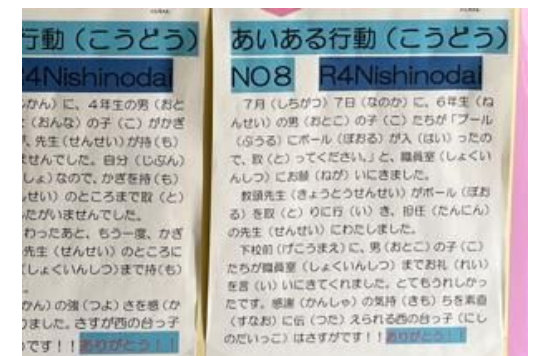 行動（こうどう）
R4Nishinodai
かん）に、４年生の男（おと
（おんな）の子（こ）がかぎ
、先生（せんせい）が持（も）
ませんでした。自分（じぶん）
しょ）なので、かぎを持（も）
せい）のところまで取（と）
たがいませんでした。
わったあと、もう一度、かぎ
先生（せんせい）のところに
しょくいんしつ）まで持（も）
かん）の強（つよ）さを感（か
ました。さすが西の台っ子
です！！ありがとう！！
あいある行動（こうどう）
NO８　R4Nishinodai
７月（しちがつ）７日（なのか）に、６年生（ね
んせい）の男（おとこ）の子（こ）たちが「プール
（ぷうる）にボール（ぼおる）が入（はい）ったの
で、取（と）ってください。」と、職員室（しょくい
んしつ）にお願（ねが）いにきました。
教頭先生（きょうとうせんせい）がボール（ぼお
る）を取（と）りに行（い）き、担任（たんにん）
の先生（せんせい）にわたしました。
下校前（げこうまえ）に、男（おとこ）の子（こ）
たちが職員室（しょくいんしつ）までお礼（れい）
を言（い）いにきてくれました。とてもうれしかっ
たです。感謝（かんしゃ）の気持（きも）ちを素直
（すなお）に伝（つた）えられる西の台っ子（にし
のだいっこ）はさすがです！！ありがとう！！